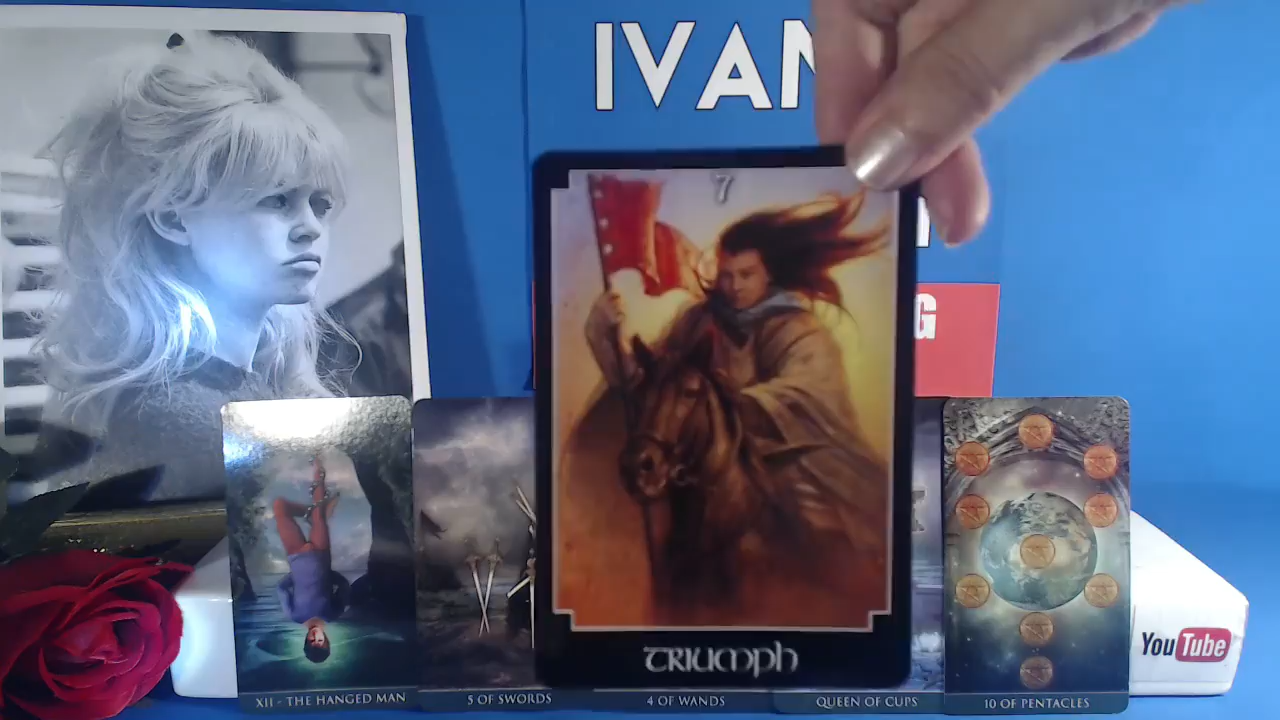 IVAN
G
7
TRIUMPH
XII - THE HANGED MAN
5 OF SWORDS
4 OF WANDS
QUEEN OF CUPS
10 OF PENTACLES
YouTube